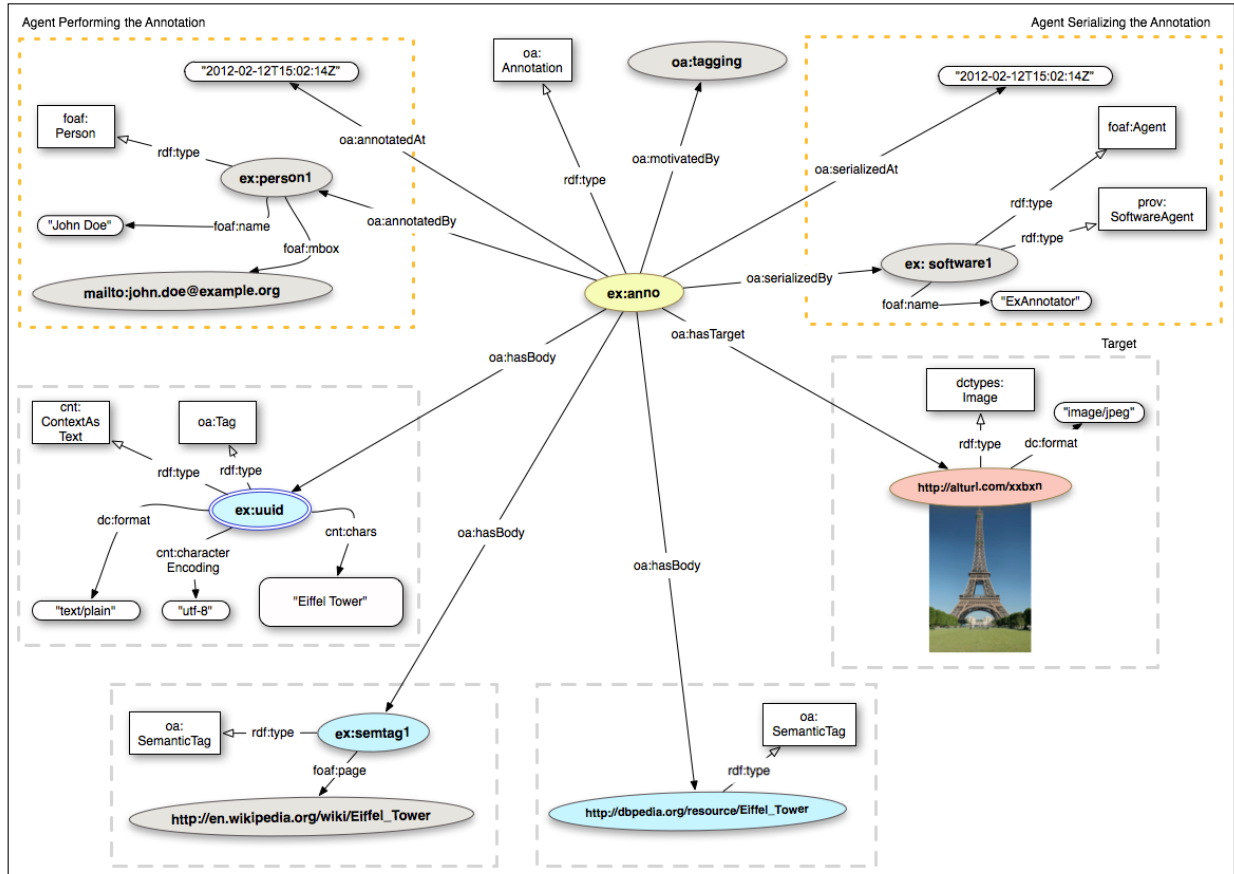 Agent Performing the Annotation
Agent Serializing the Annotation
"2012-02-12T15:02:14Z"
oa:
Annotation
oa:tagging
"2012-02-12T15:02:14Z"
foaf:
Person
rdf:type
oa:annotatedAt
ex:person1
oa:annotatedBy
"John Doe"
foaf:name
foaf:mbox
mailto:john.doe@example.org
rdf:type
oa:motivatedBy
oa:serializedAt
foaf:Agent
rdf:type
prov:
SoftwareAgent
rdf:type
ex: software1
oa:serializedBy
foaf:name
"ExAnnotator"
ex:anno
oa:hasBody
oa:hasTarget
Target
cnt:
ContextAs
Text
oa:Tag
rdf:type
rdf:type
ex:uuid
dc:format
cnt:character
Encoding
cnt:chars
"text/plain"
"utf-8"
"Eiffel Tower"
dctypes:
Image
"image/jpeg"
rdf:type
dc:format
http://alturl.com/xxbxn
oa:hasBody
oa:hasBody
oa:
SemanticTag
rdf:type
ex:semtag1
foaf:page
http://en.wikipedia.org/wiki/Eiffel_Tower
oa:
SemanticTag
rdf:type
http://dbpedia.org/resource/Eiffel_Tower